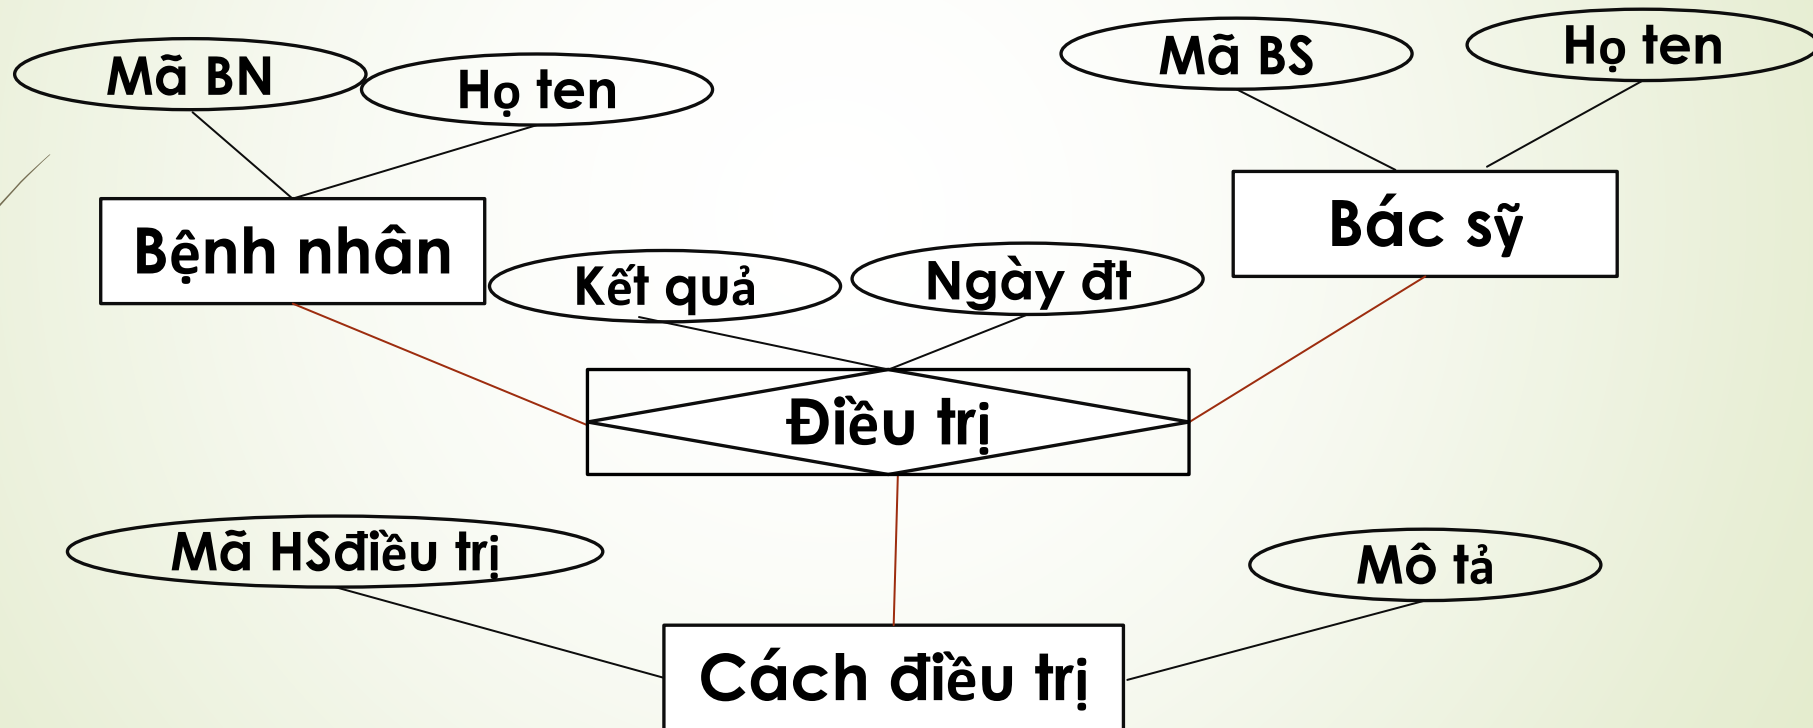 Mã BN
Họ ten
Mã BS
Họ ten
Bệnh nhân
Bác sỹ
Kết quả
Ngày đt
Điều trị
Mã HSđiều trị
Mô tả
Cách điều trị